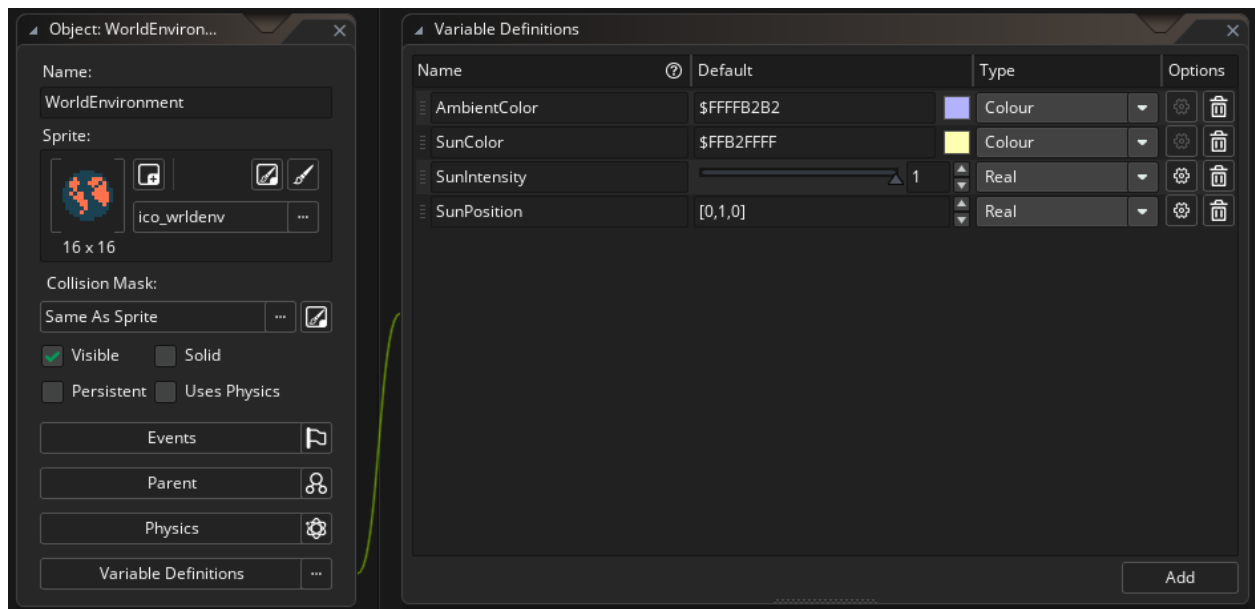 Object: WorldEnviron...
Name:
WorldEnvironment
Sprite:
ico_wrldenv
16 x 16
Collision Mask:
Same As Sprite
Visible
Solid
Persistent
Uses Physics
Events
Parent
Physics
Variable Definitions
Variable Definitions
Name Default Type Options
AmbientColor $FFFFB2B2 Colour
SunColor $FFB2FFFF Colour
SunIntensity 1 Real
SunPosition [0,1,0] Real
Add